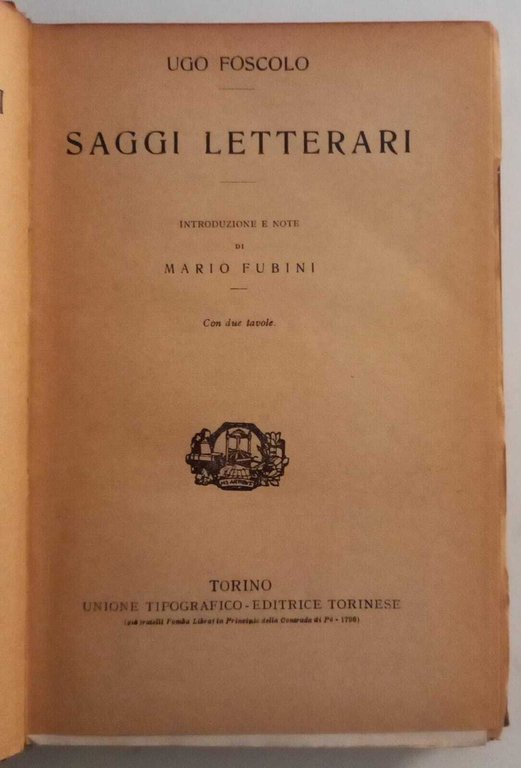 UGO FOSCOLO
SAGGI LETTERARI
INTRODUZIONE E NOTE
DI
MARIO FUBINI
Con due tavole.
TORINO
UNIONE TIPOGRAFICO-EDITRICE TORINESE
(già fratelli Pomba Librai in Principio della Contrada di Pò - 1796)